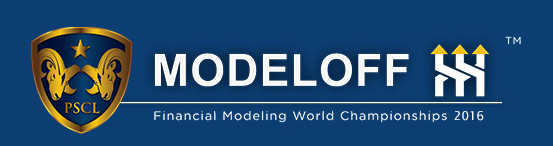 PSCL
MODELOFF
TM
Financial Modeling World Championships 2016